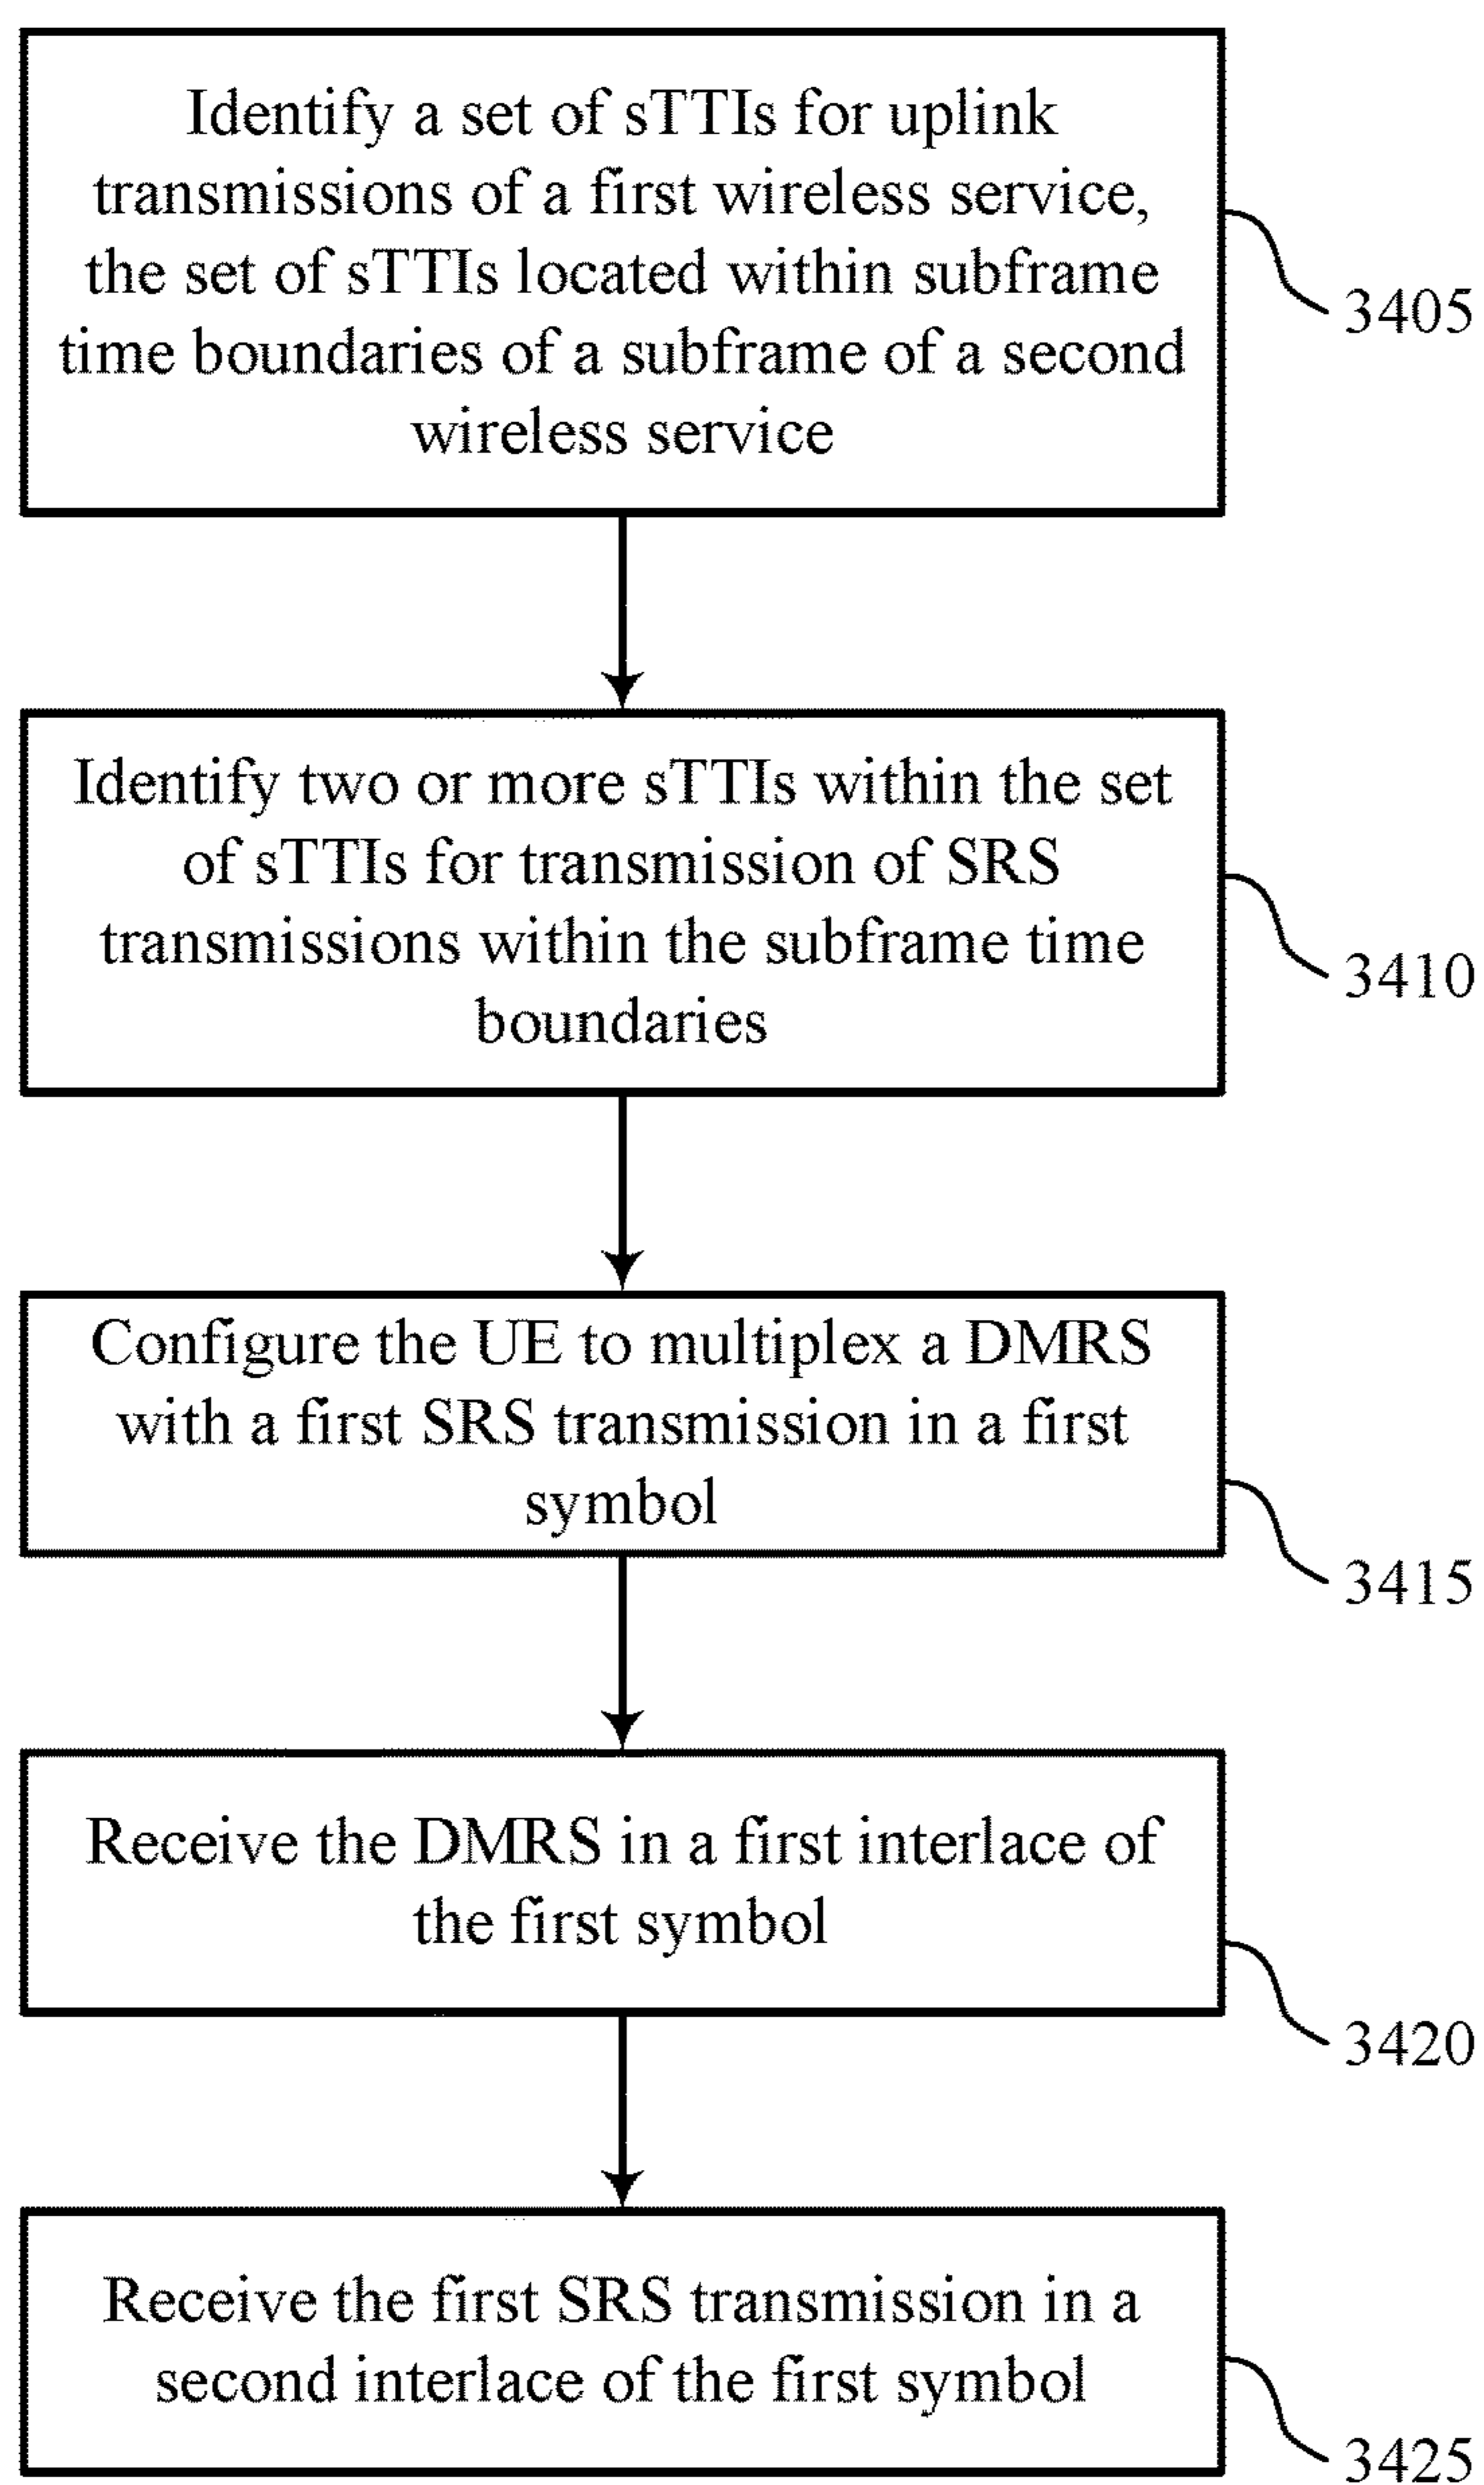 Identify a set of sTTIs for uplink
transmissions of a first wireless service,
the set of sTTIs located within subframe
time boundaries of a subframe of a second
wireless service
3405
Identify two or more sTTIs within the set
of sTTIs for transmission of SRS
transmissions within the subframe time
boundaries
3410
Configure the UE to multiplex a DMRS
with a first SRS transmission in a first
symbol
3415
Receive the DMRS in a first interlace of
the first symbol
3420
Receive the first SRS transmission in a
second interlace of the first symbol
3425